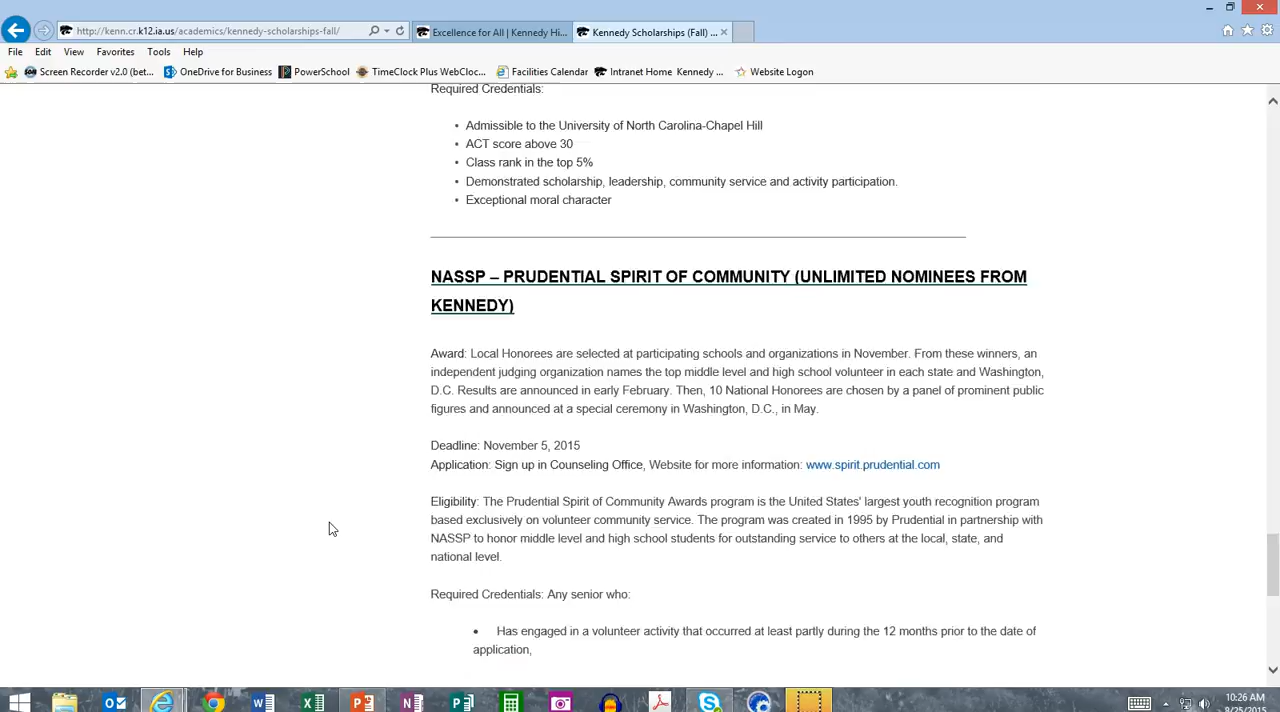 http://kenn.cr.k12.ia.us/academics/kennedy-scholarships-fall/
Excellence for All | Kennedy Hi...
Kennedy Scholarships (Fall) ...
File Edit View Favorites Tools Help
Screen Recorder v2.0 (bet...
OneDrive for Business
PowerSchool
TimeClock Plus WebCloc...
Facilities Calendar
Intranet Home Kennedy ...
Website Logon
Required Credentials:
• Admissible to the University of North Carolina-Chapel Hill
• ACT score above 30
• Class rank in the top 5%
• Demonstrated scholarship, leadership, community service and activity participation.
• Exceptional moral character
NASSP – PRUDENTIAL SPIRIT OF COMMUNITY (UNLIMITED NOMINEES FROM
KENNEDY)
Award: Local Honorees are selected at participating schools and organizations in November. From these winners, an
independent judging organization names the top middle level and high school volunteer in each state and Washington,
D.C. Results are announced in early February. Then, 10 National Honorees are chosen by a panel of prominent public
figures and announced at a special ceremony in Washington, D.C., in May.
Deadline: November 5, 2015
Application: Sign up in Counseling Office, Website for more information: www.spirit.prudential.com
Eligibility: The Prudential Spirit of Community Awards program is the United States' largest youth recognition program
based exclusively on volunteer community service. The program was created in 1995 by Prudential in partnership with
NASSP to honor middle level and high school students for outstanding service to others at the local, state, and
national level.
Required Credentials: Any senior who:
• Has engaged in a volunteer activity that occurred at least partly during the 12 months prior to the date of
application,
10:26 AM
8/25/2015